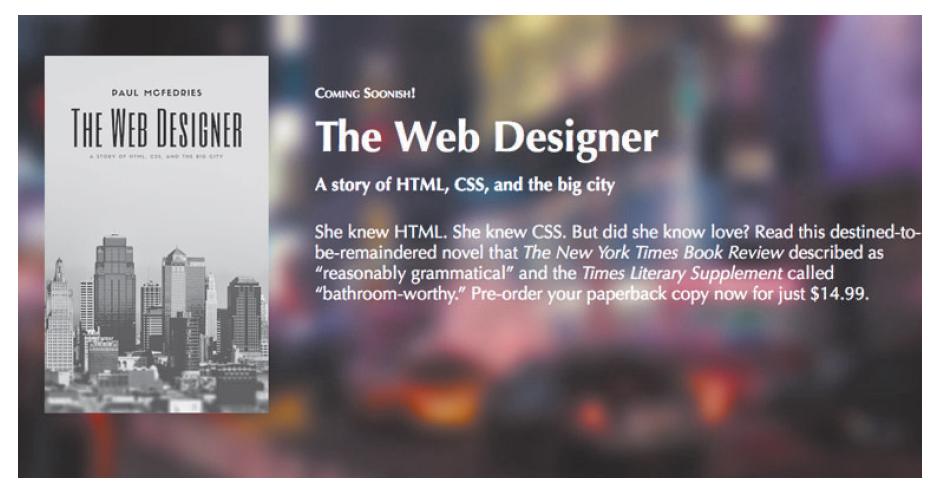 PAUL MCFEDRIES
THE WEB DESIGNER
A STORY OF HTML, CSS, AND THE BIG CITY
COMING SOONISH!
The Web Designer
A story of HTML, CSS, and the big city
She knew HTML. She knew CSS. But did she know love? Read this destined-to-
be-remaindered novel that The New York Times Book Review described as
“reasonably grammatical” and the Times Literary Supplement called
“bathroom-worthy.” Pre-order your paperback copy now for just $14.99.